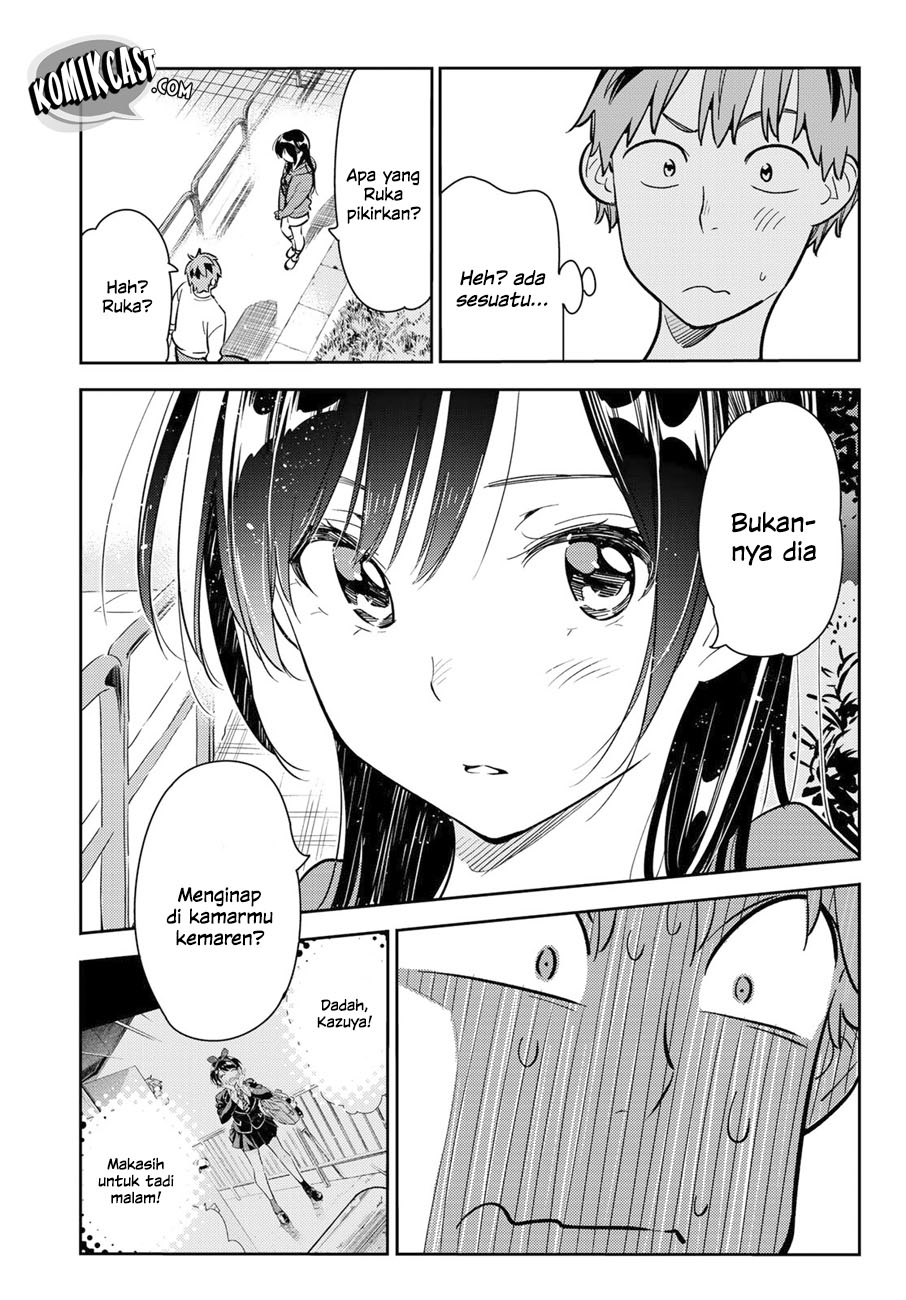 KOMIKCAST
.COM
Heh? ada
sesuatu...
Apa yang
Ruka
pikirkan?
Hah?
Ruka?
Bukan-
nya dia
Menginap
di kamarmu
kemaren?
Dadah,
Kazuya!
Makasih
untuk tadi
malam!